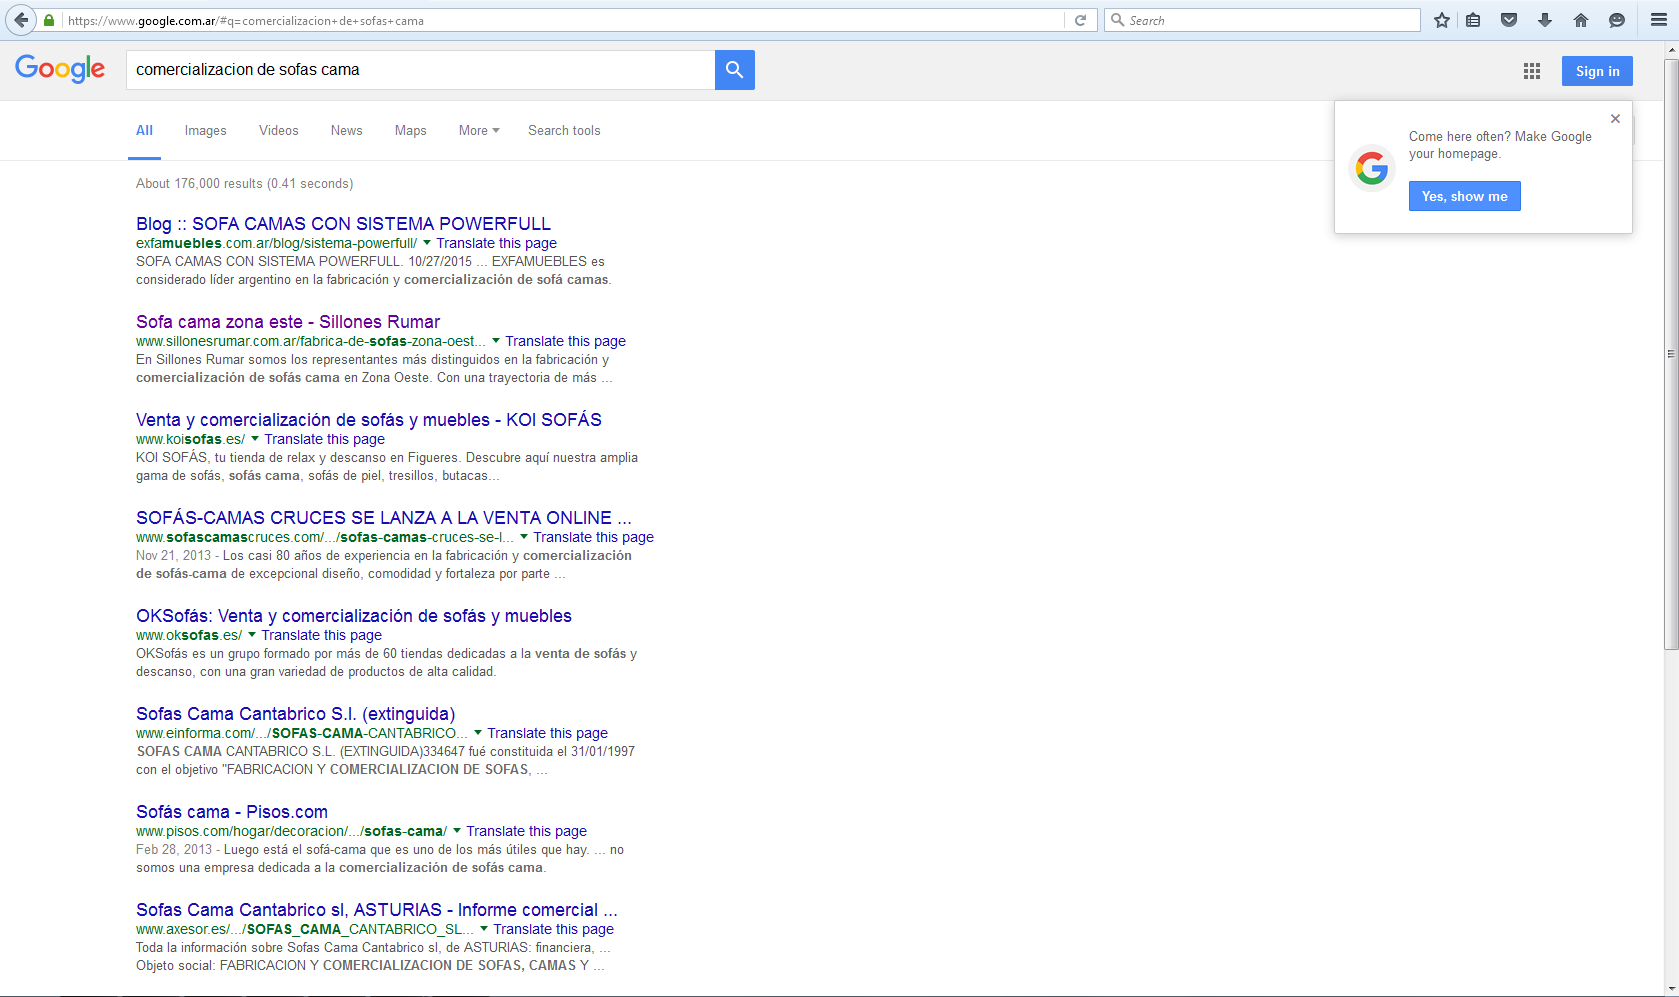 https://www.google.com.ar/#q=comercializacion+de+sofas+cama
Search
Google
comercializacion de sofas cama
Sign in
All Images Videos News Maps More Search tools
Come here often? Make Google
your homepage.
Yes, show me
About 176,000 results (0.41 seconds)
Blog :: SOFA CAMAS CON SISTEMA POWERFULL
exfamuebles.com.ar/blog/sistema-powerfull/ Translate this page
SOFA CAMAS CON SISTEMA POWERFULL. 10/27/2015 ... EXFAMUEBLES es
considerado líder argentino en la fabricación y comercialización de sofá camas.
Sofa cama zona este - Sillones Rumar
www.sillonesrumar.com.ar/fabrica-de-sofas-zona-oest... Translate this page
En Sillones Rumar somos los representantes más distinguidos en la fabricación y
comercialización de sofás cama en Zona Oeste. Con una trayectoria de más ...
Venta y comercialización de sofás y muebles - KOI SOFÁS
www.koisofas.es/ Translate this page
KOI SOFÁS, tu tienda de relax y descanso en Figueres. Descubre aquí nuestra amplia
gama de sofás, sofás cama, sofás de piel, tresillos, butacas...
SOFÁS-CAMAS CRUCES SE LANZA A LA VENTA ONLINE ...
www.sofascamascruces.com/.../sofas-camas-cruces-se-l... Translate this page
Nov 21, 2013 - Los casi 80 años de experiencia en la fabricación y comercialización
de sofás-cama de excepcional diseño, comodidad y fortaleza por parte ...
OKSofás: Venta y comercialización de sofás y muebles
www.oksofas.es/ Translate this page
OKSofás es un grupo formado por más de 60 tiendas dedicadas a la venta de sofás y
descanso, con una gran variedad de productos de alta calidad.
Sofas Cama Cantabrico S.l. (extinguida)
www.einforma.com/.../SOFAS-CAMA-CANTABRICO... Translate this page
SOFAS CAMA CANTABRICO S.L. (EXTINGUIDA)334647 fué constituida el 31/01/1997
con el objetivo "FABRICACION Y COMERCIALIZACION DE SOFAS, ...
Sofás cama - Pisos.com
www.pisos.com/hogar/decoracion/.../sofas-cama/ Translate this page
Feb 28, 2013 - Luego está el sofá-cama que es uno de los más útiles que hay. ... no
somos una empresa dedicada a la comercialización de sofás cama.
Sofas Cama Cantabrico sl, ASTURIAS - Informe comercial ...
www.axesor.es/.../SOFAS_CAMA_CANTABRICO_SL... Translate this page
Toda la información sobre Sofas Cama Cantabrico sl, de ASTURIAS: financiera, ...
Objeto social: FABRICACION Y COMERCIALIZACION DE SOFAS, CAMAS Y ...